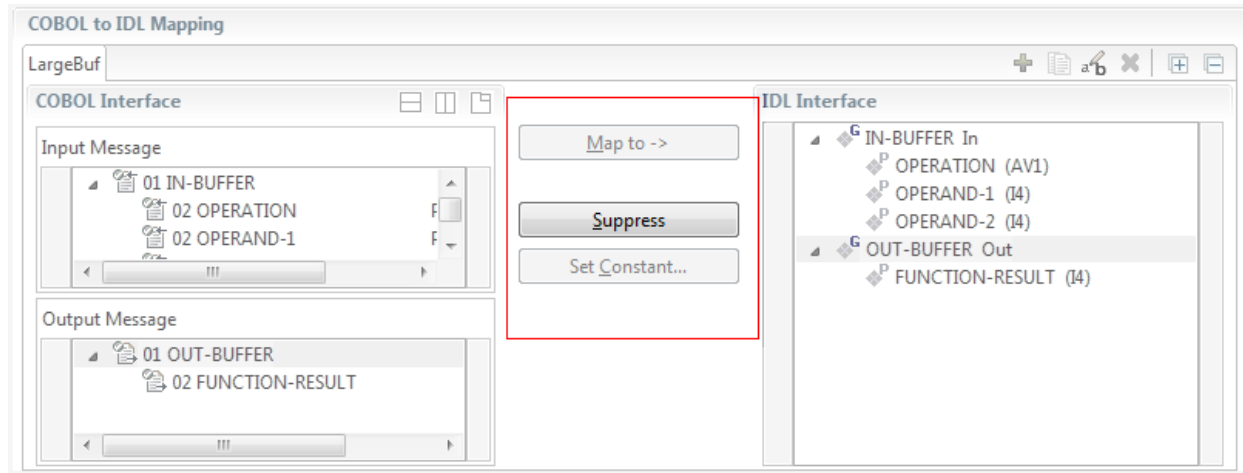 COBOL to IDL Mapping
LargeBuf
COBOL Interface
Input Message
01 IN-BUFFER
02 OPERATION
02 OPERAND-1
Output Message
01 OUT-BUFFER
02 FUNCTION-RESULT
Map to ->
Suppress
Set Constant...
IDL Interface
IN-BUFFER In
OPERATION (AV1)
OPERAND-1 (I4)
OPERAND-2 (I4)
OUT-BUFFER Out
FUNCTION-RESULT (I4)